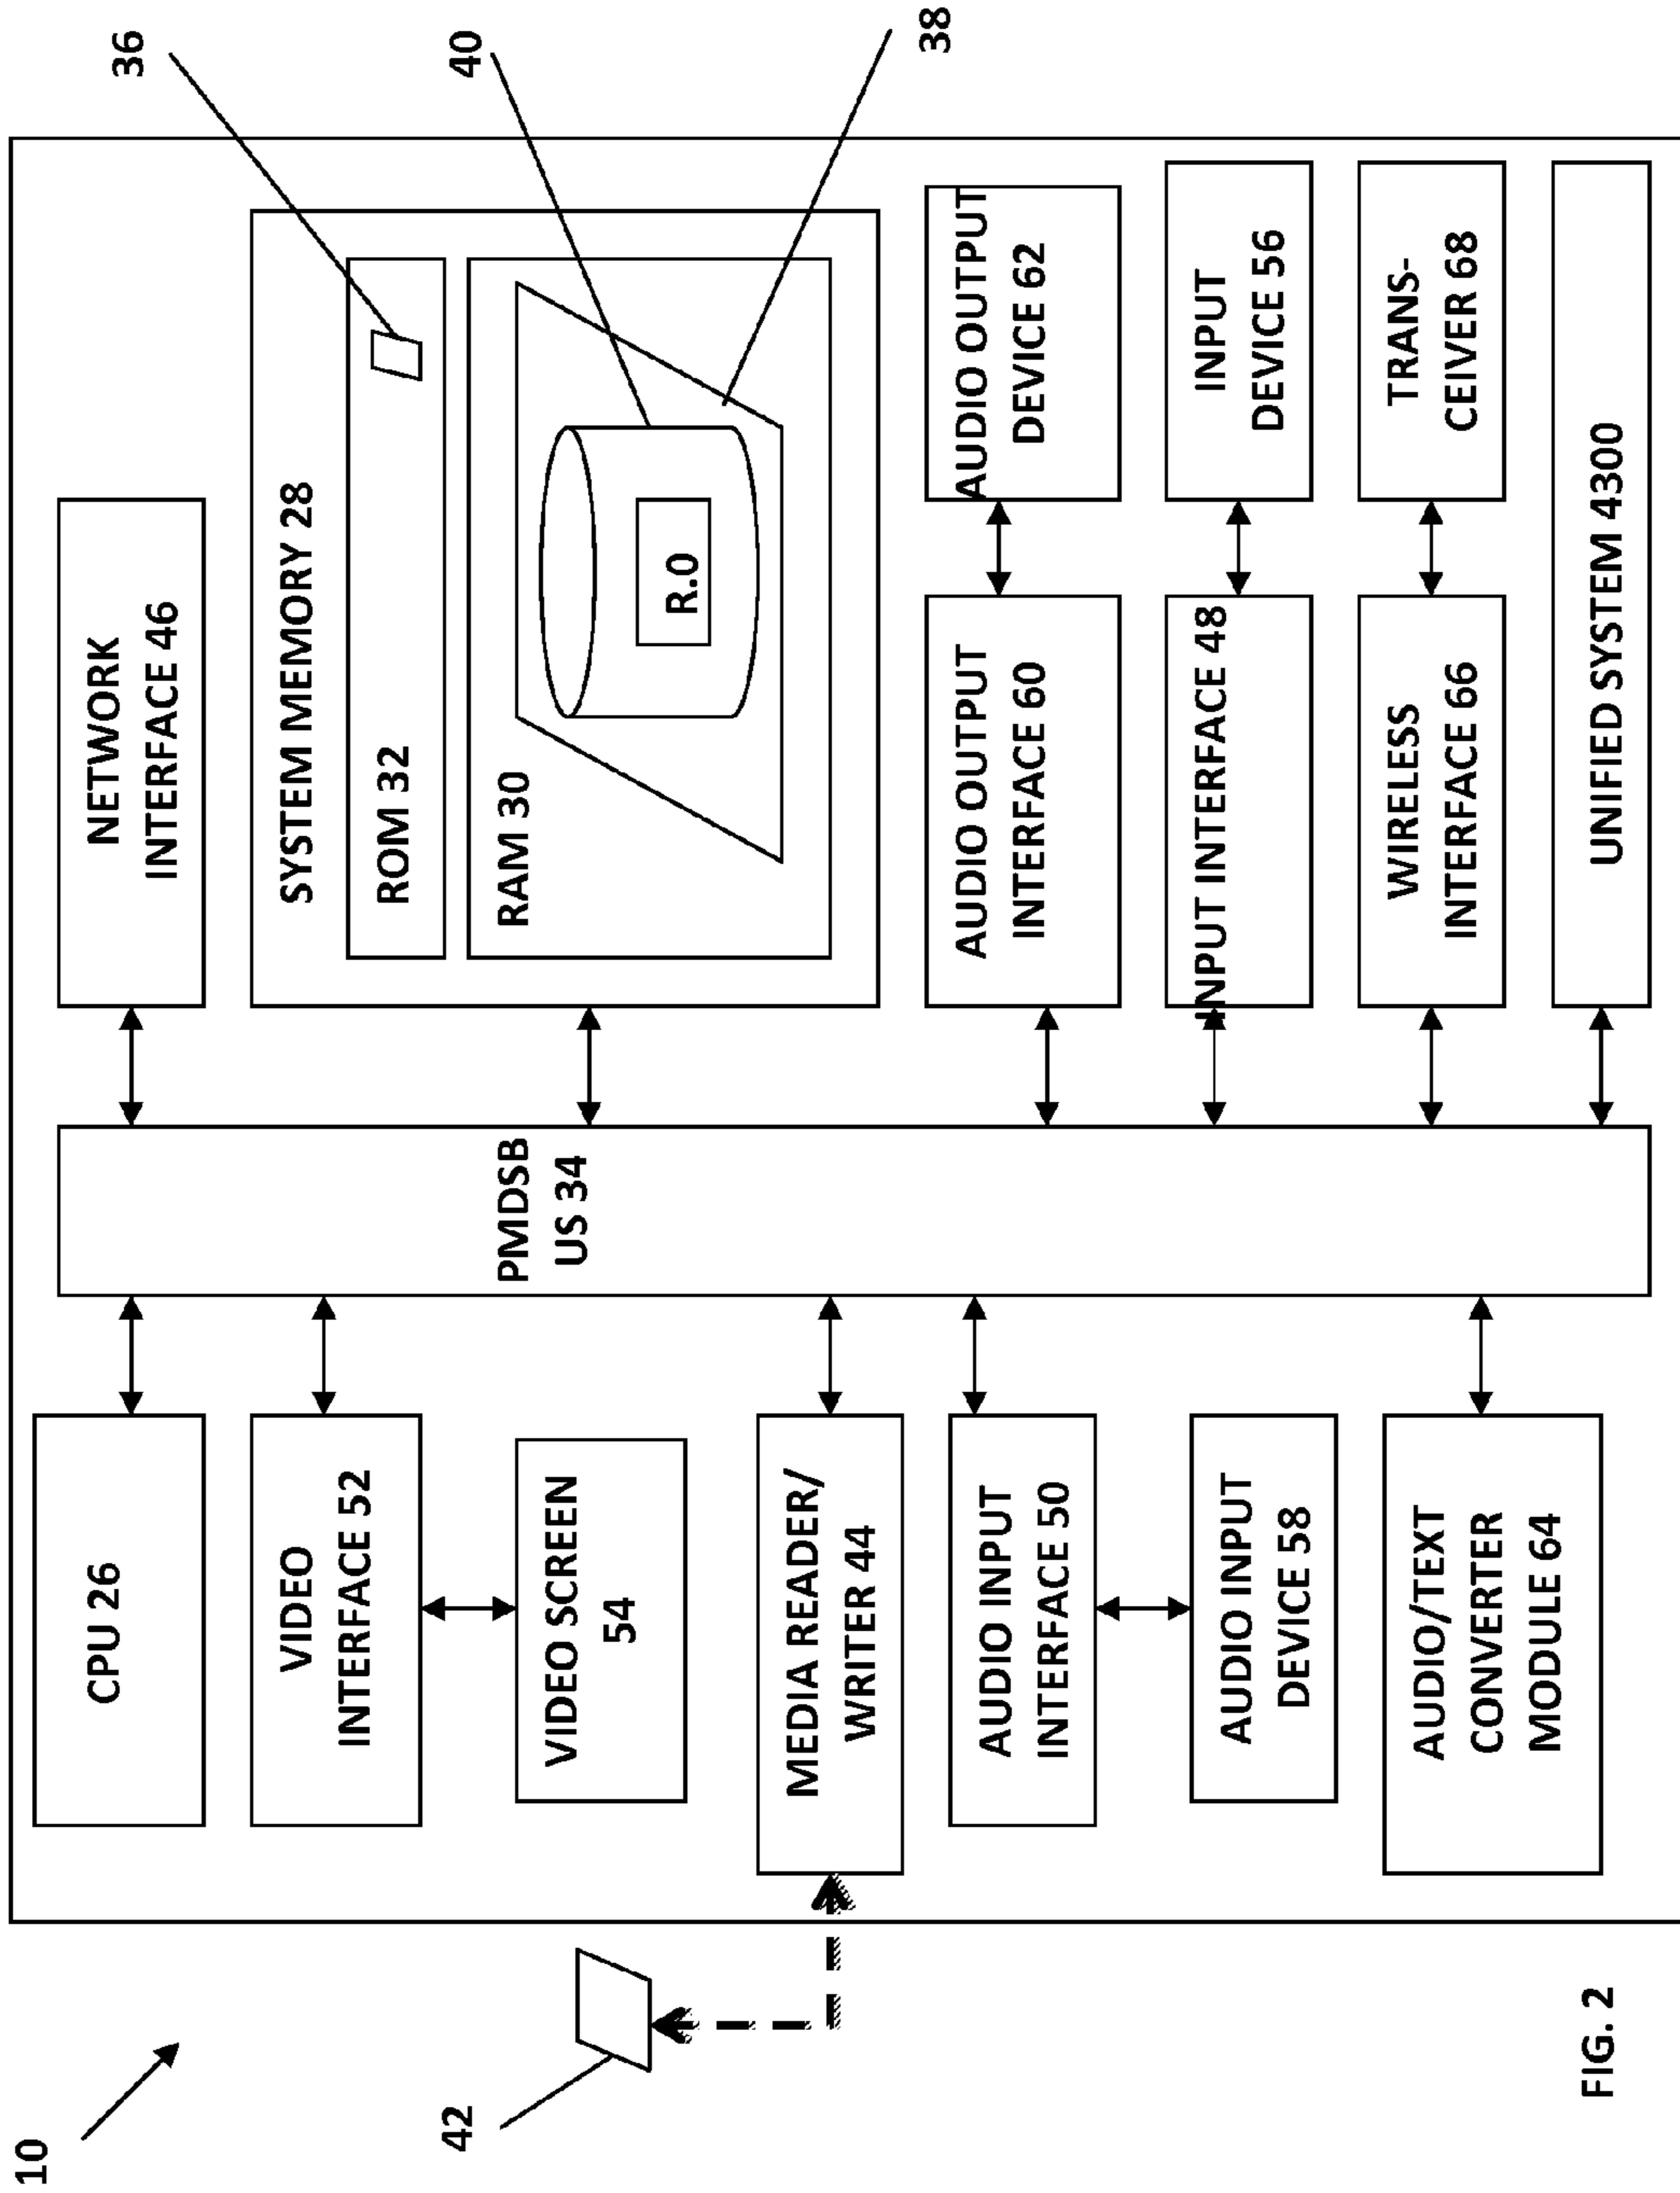 10
36
40
38
42
CPU 26
VIDEO
INTERFACE 52
VIDEO SCREEN
54
MEDIA READER/
WRITER 44
AUDIO INPUT
INTERFACE 50
AUDIO INPUT
DEVICE 58
AUDIO/TEXT
CONVERTER
MODULE 64
PMDSB
US 34
NETWORK
INTERFACE 46
SYSTEM MEMORY 28
ROM 32
RAM 30
R.0
AUDIO OUTPUT
INTERFACE 60
AUDIO OUTPUT
DEVICE 62
INPUT INTERFACE 48
INPUT
DEVICE 56
WIRELESS
INTERFACE 66
TRANS-
CEIVER 68
UNIFIED SYSTEM 4300
FIG. 2